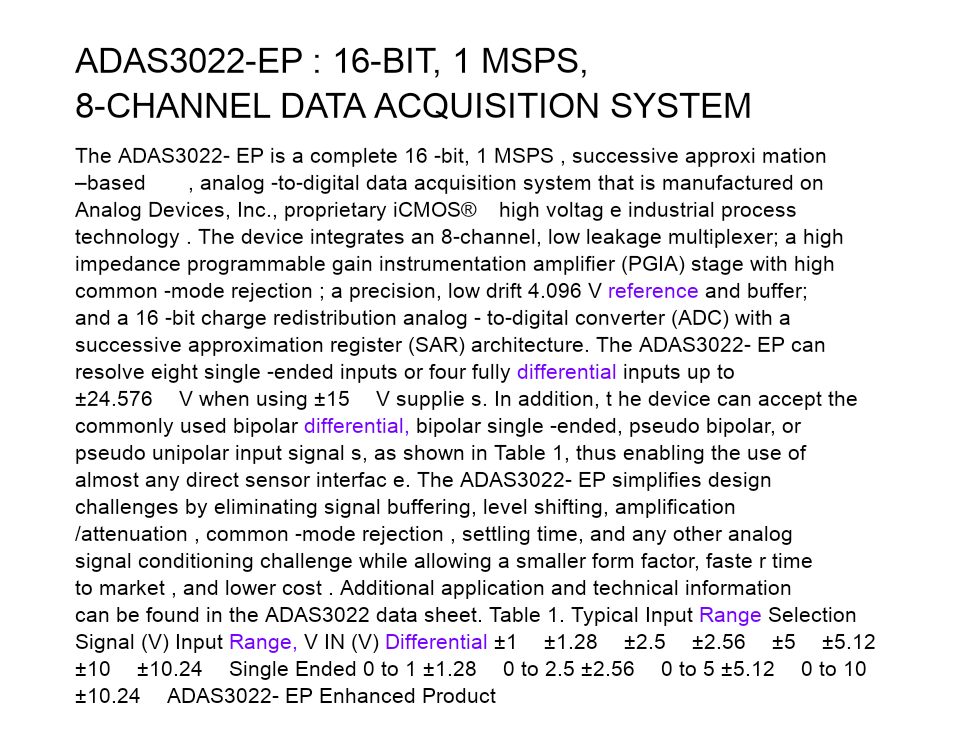 ADAS3022-EP : 16-BIT, 1 MSPS,
8-CHANNEL DATA ACQUISITION SYSTEM
The ADAS3022- EP is a complete 16 -bit, 1 MSPS , successive approxi mation
–based , analog -to-digital data acquisition system that is manufactured on
Analog Devices, Inc., proprietary iCMOS® high voltag e industrial process
technology . The device integrates an 8-channel, low leakage multiplexer; a high
impedance programmable gain instrumentation amplifier (PGIA) stage with high
common -mode rejection ; a precision, low drift 4.096 V reference and buffer;
and a 16 -bit charge redistribution analog - to-digital converter (ADC) with a
successive approximation register (SAR) architecture. The ADAS3022- EP can
resolve eight single -ended inputs or four fully differential inputs up to
±24.576 V when using ±15 V supplie s. In addition, t he device can accept the
commonly used bipolar differential, bipolar single -ended, pseudo bipolar, or
pseudo unipolar input signal s, as shown in Table 1, thus enabling the use of
almost any direct sensor interfac e. The ADAS3022- EP simplifies design
challenges by eliminating signal buffering, level shifting, amplification
/attenuation , common -mode rejection , settling time, and any other analog
signal conditioning challenge while allowing a smaller form factor, faste r time
to market , and lower cost . Additional application and technical information
can be found in the ADAS3022 data sheet. Table 1. Typical Input Range Selection
Signal (V) Input Range, V IN (V) Differential ±1 ±1.28 ±2.5 ±2.56 ±5 ±5.12
±10 ±10.24 Single Ended 0 to 1 ±1.28 0 to 2.5 ±2.56 0 to 5 ±5.12 0 to 10
±10.24 ADAS3022- EP Enhanced Product